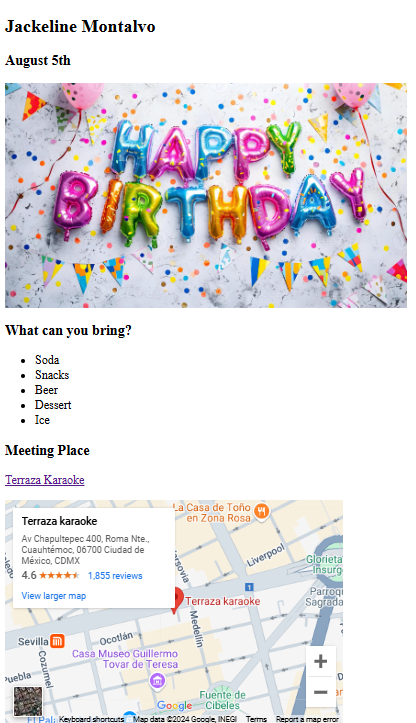 Jackeline Montalvo
August 5th
HAPPY
BIRTHDAY
What can you bring?
Soda
Snacks
Beer
Dessert
Ice
Meeting Place
Terraza Karaoke
La Casa de Toño
en Zona Rosa
Terraza karaoke
Av Chapultepec 400, Roma Nte.,
Cuauhtémoc, 06700 Ciudad de
México, CDMX
4.6 1,855 reviews
View larger map
Liverpool
Glorieta
Insurg
Parroqu
Sagrad
Terraza karaoke
Medellín
Sevilla
Ocotlán
Cozumel
Puebla
Casa Museo Guillermo
Tovar de Teresa
Fuente de
Cibeles
El Pala
Google
Keyboard shortcuts Map data ©2024 Google, INEGI Terms Report a map error